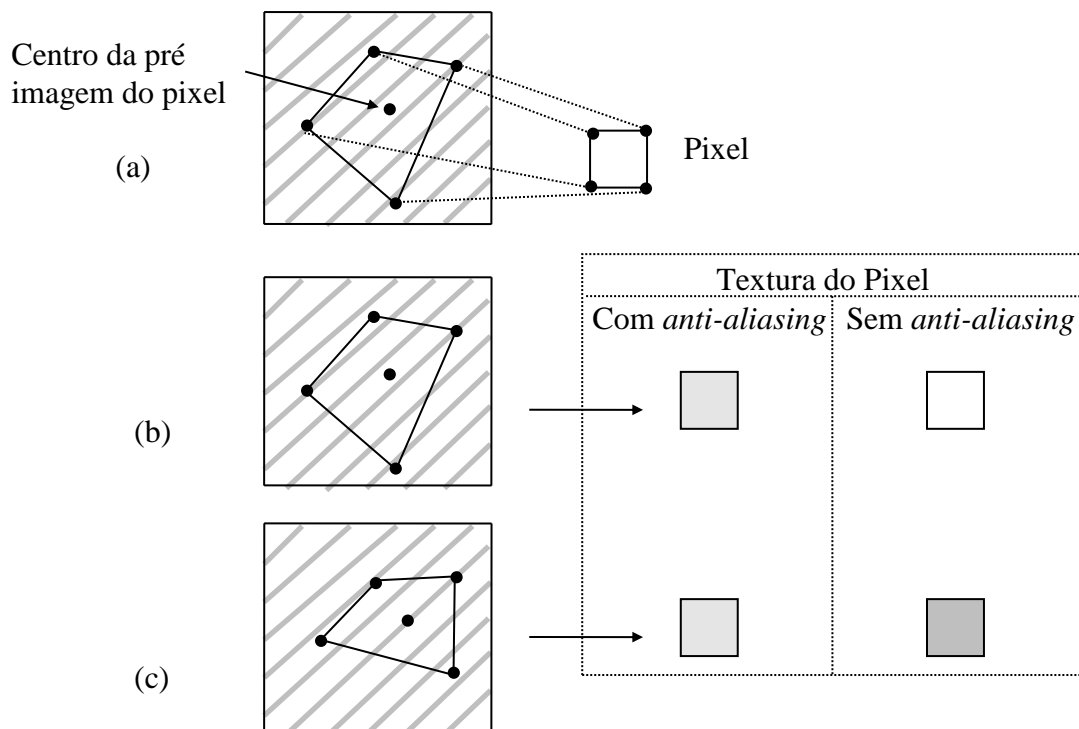 Centro da pré
imagem do pixel
(a)
Pixel
Textura do Pixel
Com anti-aliasing
Sem anti-aliasing
(b)
(c)